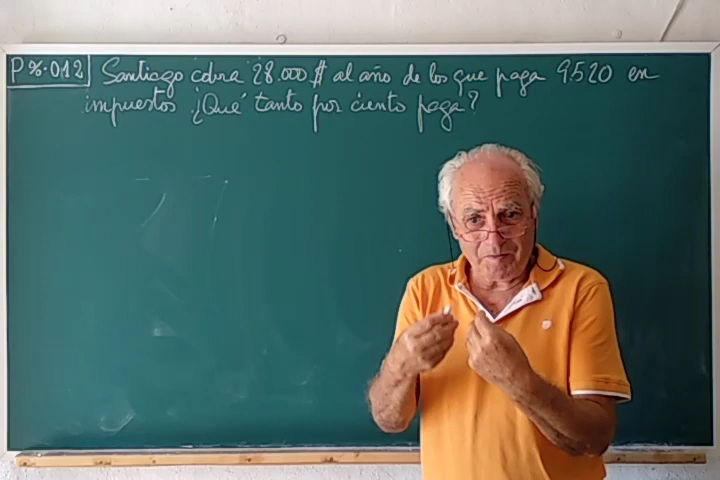 P%.012] Santiago cobra 28.000 $ al año de los que paga 9.520 en
impuestos ¿Qué tanto por ciento paga?